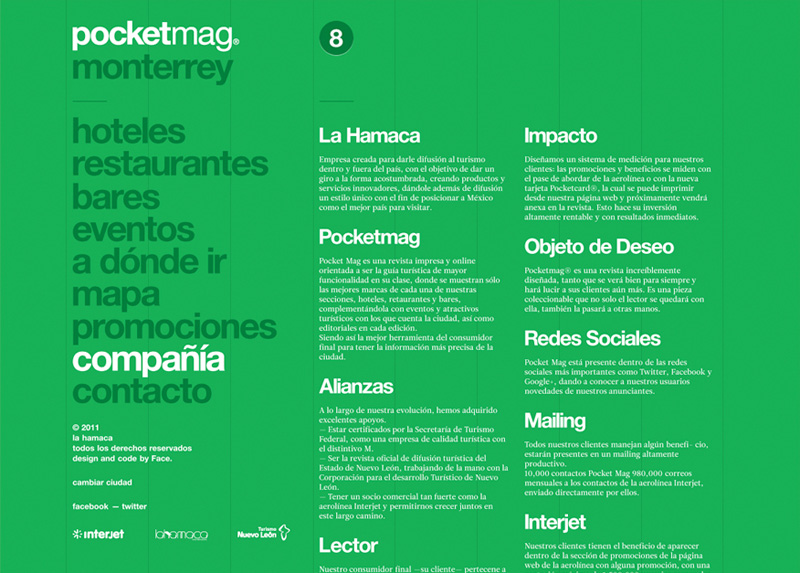 pocketmag®
monterrey
hoteles
restaurantes
bares
eventos
a dónde ir
mapa
promociones
compañía
contacto
© 2011
la hamaca
todos los derechos reservados
design and code by Face.
cambiar ciudad
facebook — twitter
interjet
lahamaca
Turismo
Nuevo León
8
La Hamaca
Empresa creada para darle difusión al turismo
dentro y fuera del país, con el objetivo de dar un
giro a la forma acostumbrada, creando productos y
servicios innovadores, dándole además de difusión
un estilo único con el fin de posicionar a México
como el mejor país para visitar.
Pocketmag
Pocket Mag es una revista impresa y online
orientada a ser la guía turística de mayor
funcionalidad en su clase, donde se muestran sólo
las mejores marcas de cada una de nuestras
secciones, hoteles, retaurantes y bares,
complementándola con eventos y atractivos
turísticos con los que cuenta la ciudad, así como
editoriales en cada edición.
Siendo así la mejor herramienta del consumidor
final para tener la información más precisa de la
ciudad.
Alianzas
A lo largo de nuestra evolución, hemos adquirido
excelentes apoyos.
— Estar certificados por la Secretaría de Turismo
Federal, como una empresa de calidad turística con
el distintivo M.
— Ser la revista oficial de difusión turística del
Estado de Nuevo León, trabajando de la mano con la
Corporación para el desarrollo Turístico de Nuevo
León.
— Tener un socio comercial tan fuerte como la
aerolínea Interjet y permitirnos crecer juntos en
este largo camino.
Lector
Nuestro consumidor final —su cliente— pertenece a
Impacto
Diseñamos un sistema de medición para nuestros
clientes: las promociones y beneficios se miden con
el pase de abordar de la aerolínea o con la nueva
tarjeta Pocketcard®, la cual se puede imprimir
desde nuestra página web y próximamente vendrá
anexa en la revista. Esto hace su inversión
altamente rentable y con resultados inmediatos.
Objeto de Deseo
Pocketmag® es una revista increíblemente
diseñada, tanto que se verá bien para siempre y
hará lucir a sus clientes aún más. Es una pieza
coleccionable que no solo el lector se quedará con
ella, también la pasará a otras manos.
Redes Sociales
Pocket Mag está presente dentro de las redes
sociales más importantes como Twitter, Facebook y
Google+, dando a conocer a nuestros usuarios
novedades de nuestros anunciantes.
Mailing
Todos nuestros clientes manejan algún benefi- cio,
estarán presentes en un mailing altamente
productivo.
10,000 contactos Pocket Mag 980,000 correos
mensuales a los contactos de la aerolínea Interjet,
enviado directamente por ellos.
Interjet
Nuestros clientes tienen el beneficio de aparecer
dentro de la sección de promociones de la página
web de la aerolínea con alguna promoción, con una